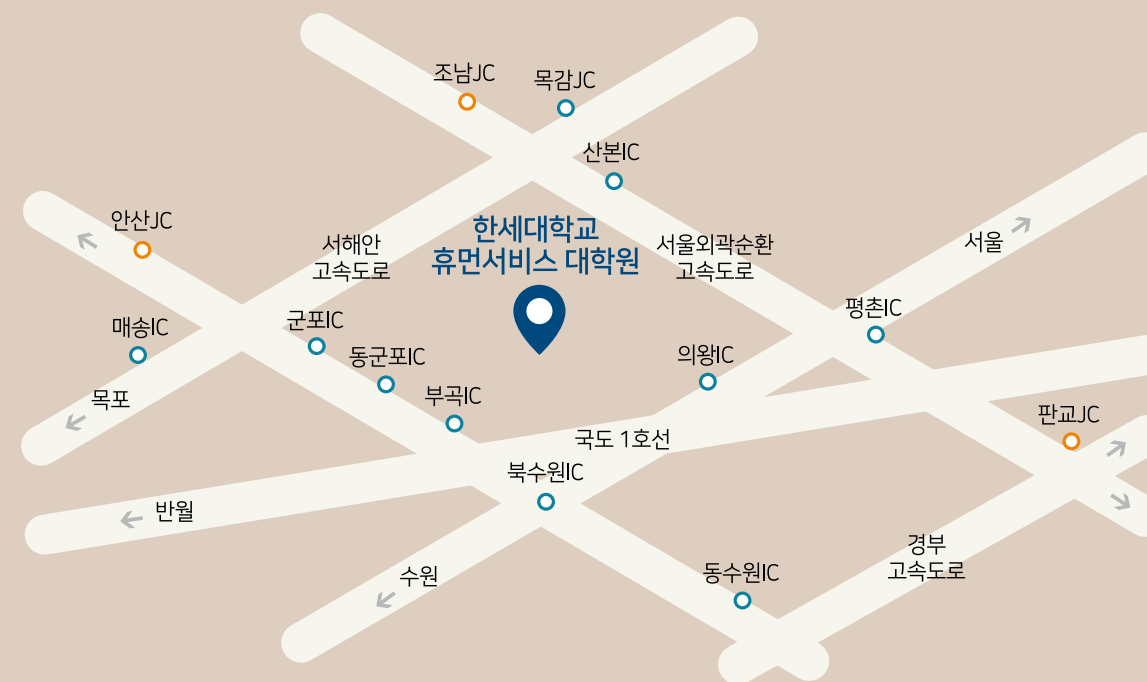 조남JC
목감JC
산본IC
안산JC
한세대학교
휴먼서비스 대학원
서해안
고속도로
서울외곽순환
고속도로
서울
평촌IC
매송IC
군포IC
동군포IC
의왕IC
부곡IC
목포
판교JC
국도 1호선
북수원IC
반월
경부
고속도로
수원
동수원IC